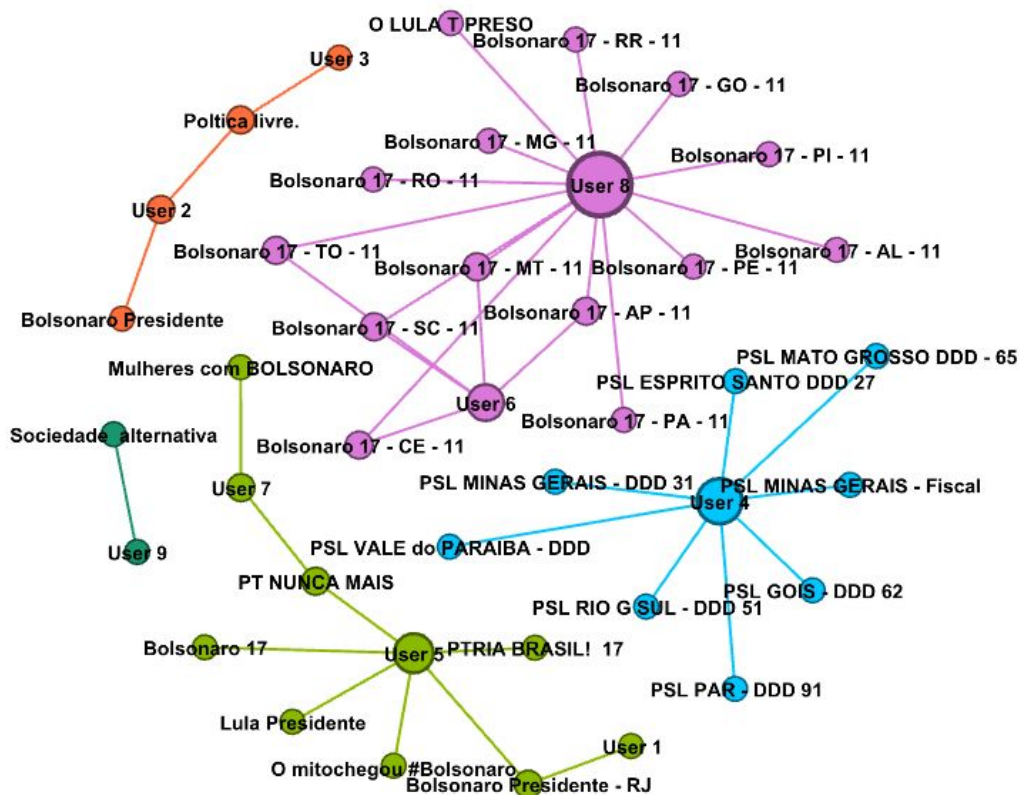 O LULA T PRESO
Bolsonaro 17 - RR - 11
User 3
Bolsonaro 17 - GO - 11
Poltica livre.
Bolsonaro 17 - MG - 11
Bolsonaro 17 - PI - 11
Bolsonaro 17 - RO - 11
User 8
User 2
Bolsonaro 17 - TO - 11
Bolsonaro 17 - MT - 11
Bolsonaro 17 - PE - 11
Bolsonaro 17 - AL - 11
Bolsonaro Presidente
Bolsonaro 17 - SC - 11
Bolsonaro 17 - AP - 11
Mulheres com BOLSONARO
PSL MATO GROSSO DDD - 65
PSL ESPRITO SANTO DDD 27
User 6
Bolsonaro 17 - PA - 11
Sociedade alternativa
Bolsonaro 17 - CE - 11
User 7
PSL MINAS GERAIS - DDD 31
User 4
PSL MINAS GERAIS - Fiscal
User 9
PSL VALE do PARAIBA - DDD
PT NUNCA MAIS
PSL RIO G SUL - DDD 51
PSL GOIS - DDD 62
Bolsonaro 17
User 5
PTRIA BRASIL! 17
PSL PAR - DDD 91
Lula Presidente
User 1
O mitochegou #Bolsonaro
Bolsonaro Presidente - RJ